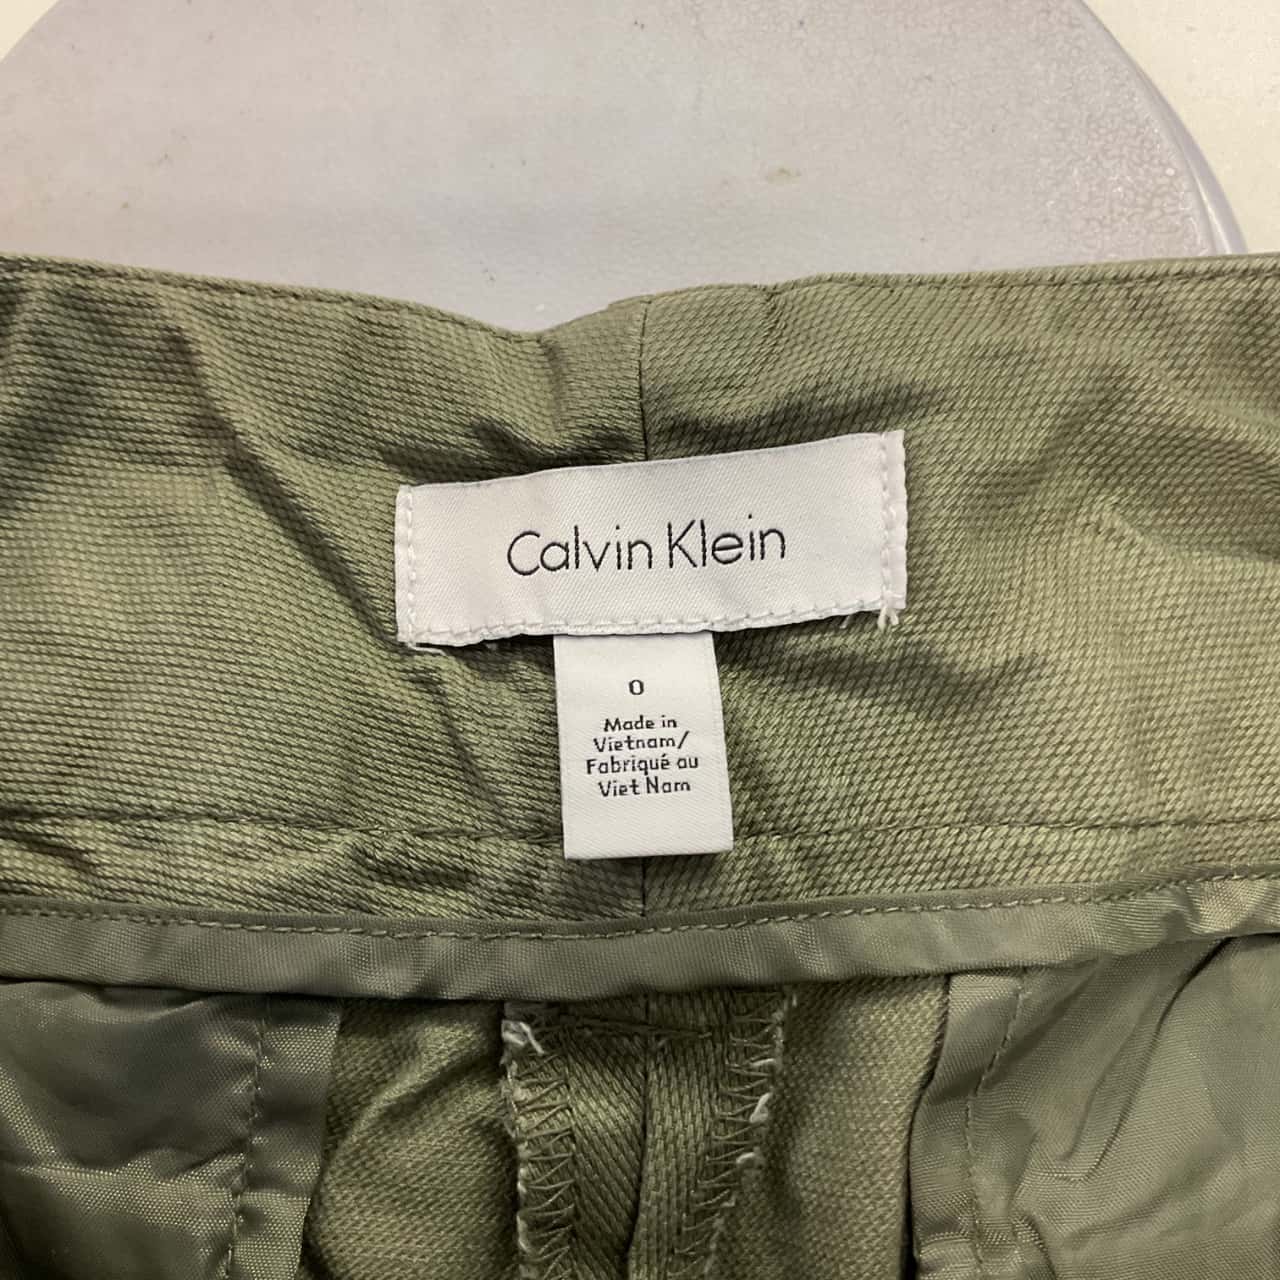 Calvin Klein
0
Made in
Vietnam/
Fabriqué au
Viet Nam